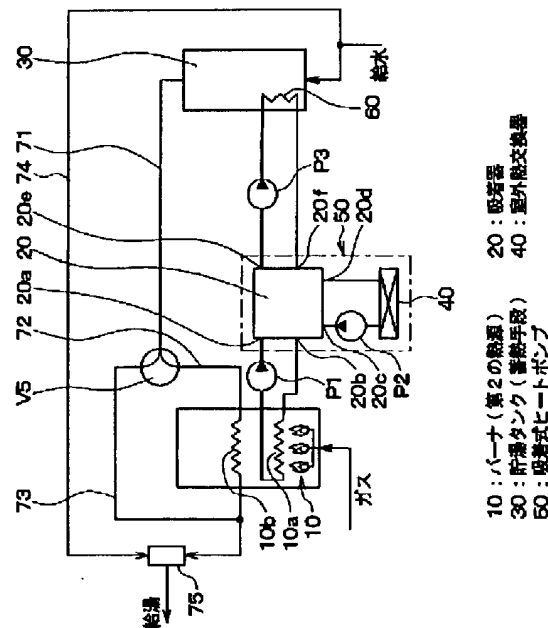 30
給水
60
71
74
P3
20e
20
20f
50
20d
20a
40
72
20b
20c
P2
P1
V5
73
10b
10a
10
ガス
75
給湯
10：バーナ（第２の熱源）
20：吸着器
30：貯湯タンク（蓄熱手段）
40：室外熱交換器
50：吸着式ヒートポンプ